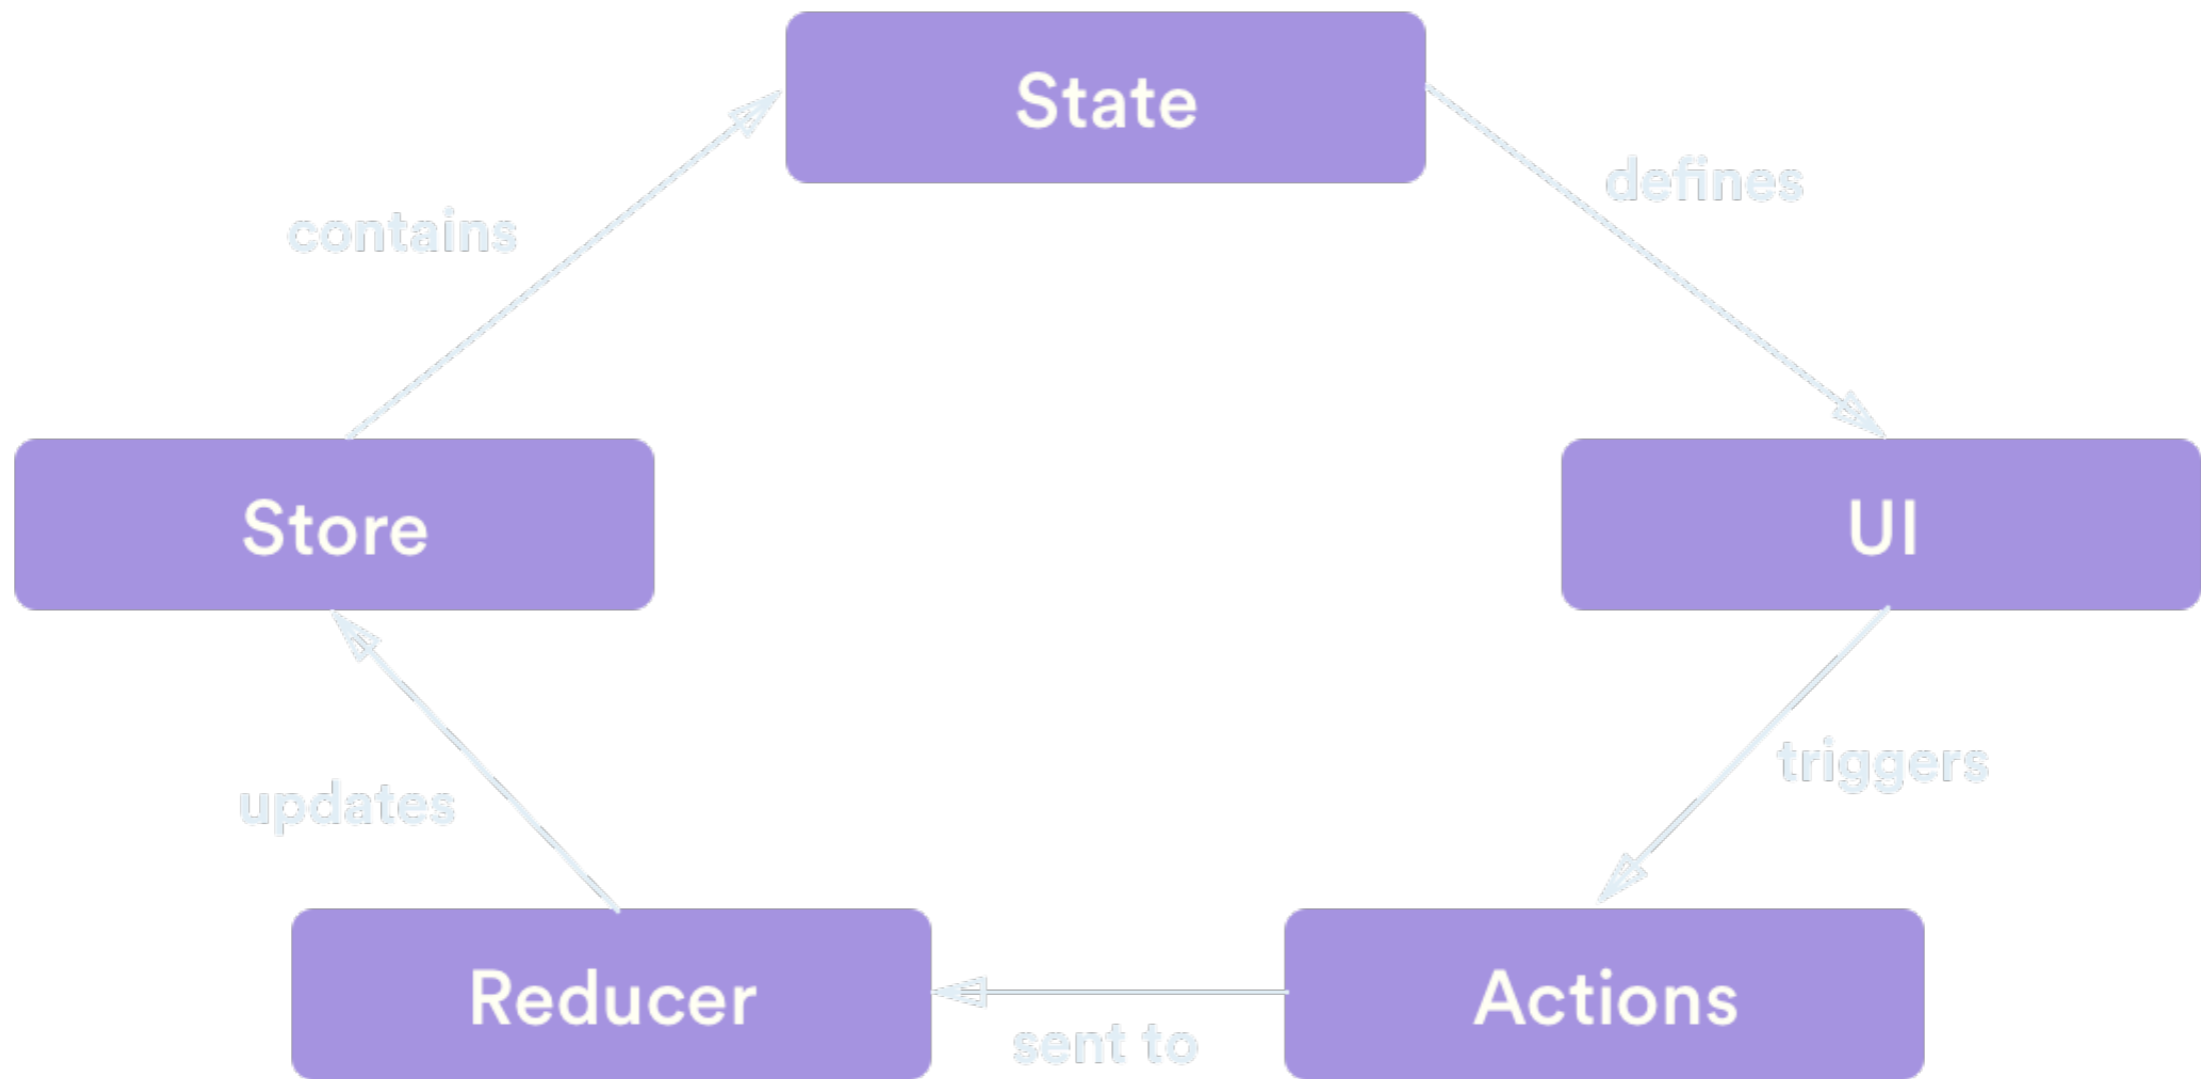 State
defines
contains
Store
UI
triggers
updates
Reducer
Actions
sent to